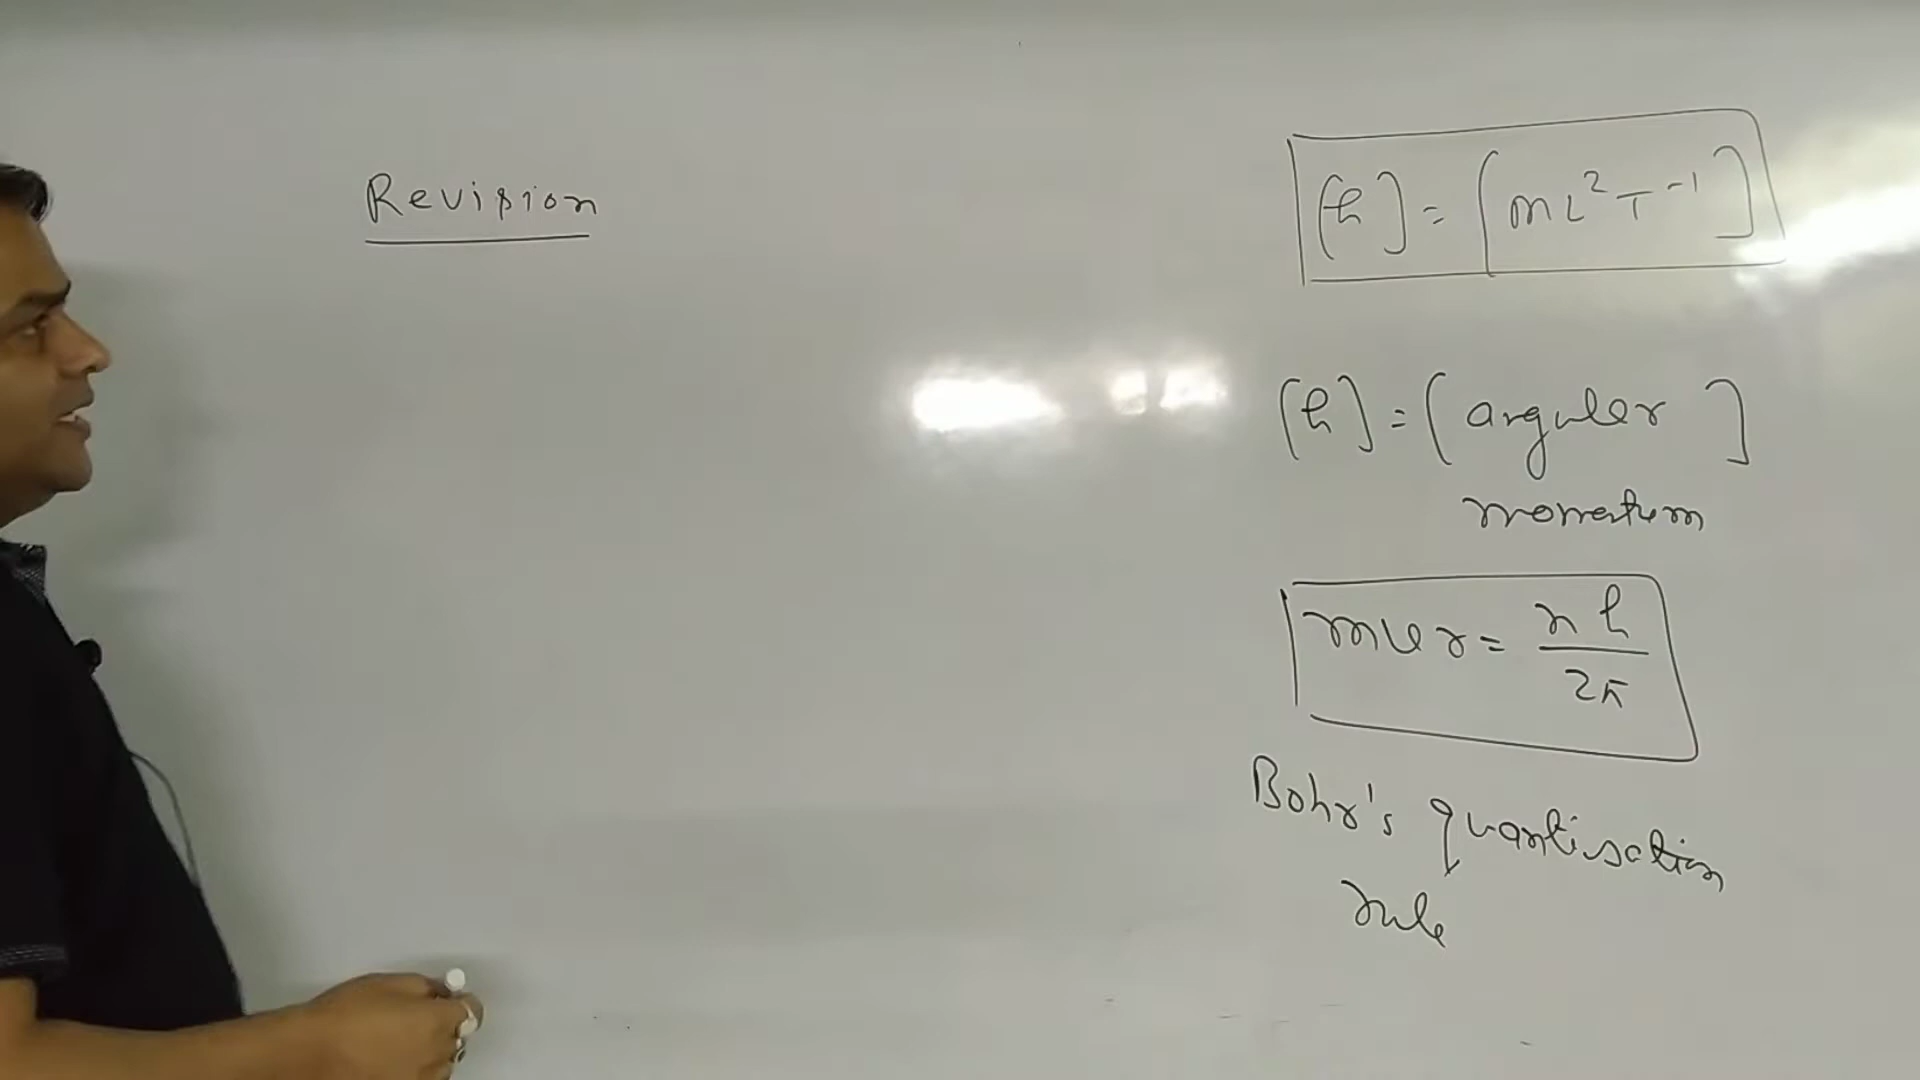 Revision
[h] = [ML²T⁻¹]
[h] = [angular]
momentum
mvr = nh/2π
Bohr's quantisation
rule